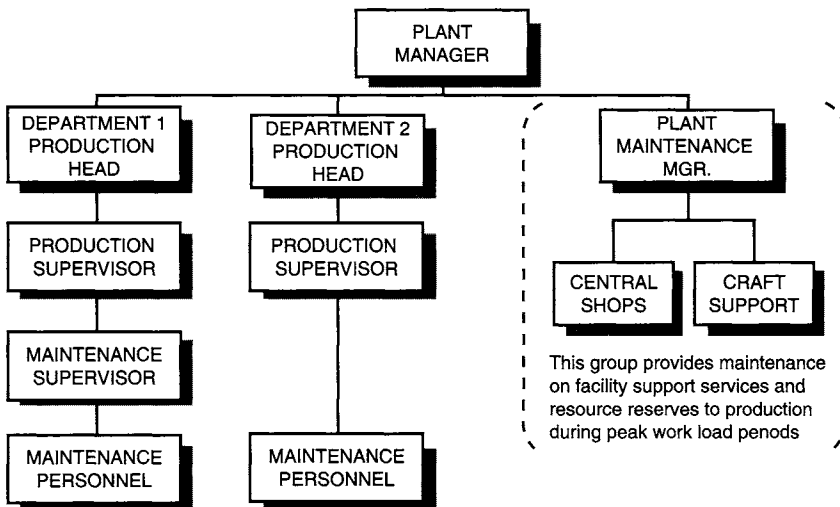 PLANT
MANAGER
DEPARTMENT 1
PRODUCTION
HEAD
DEPARTMENT 2
PRODUCTION
HEAD
PLANT
MAINTENANCE
MGR.
PRODUCTION
SUPERVISOR
PRODUCTION
SUPERVISOR
CENTRAL
SHOPS
CRAFT
SUPPORT
MAINTENANCE
SUPERVISOR
This group provides maintenance
on facility support services and
resource reserves to production
during peak work load penods
MAINTENANCE
PERSONNEL
MAINTENANCE
PERSONNEL